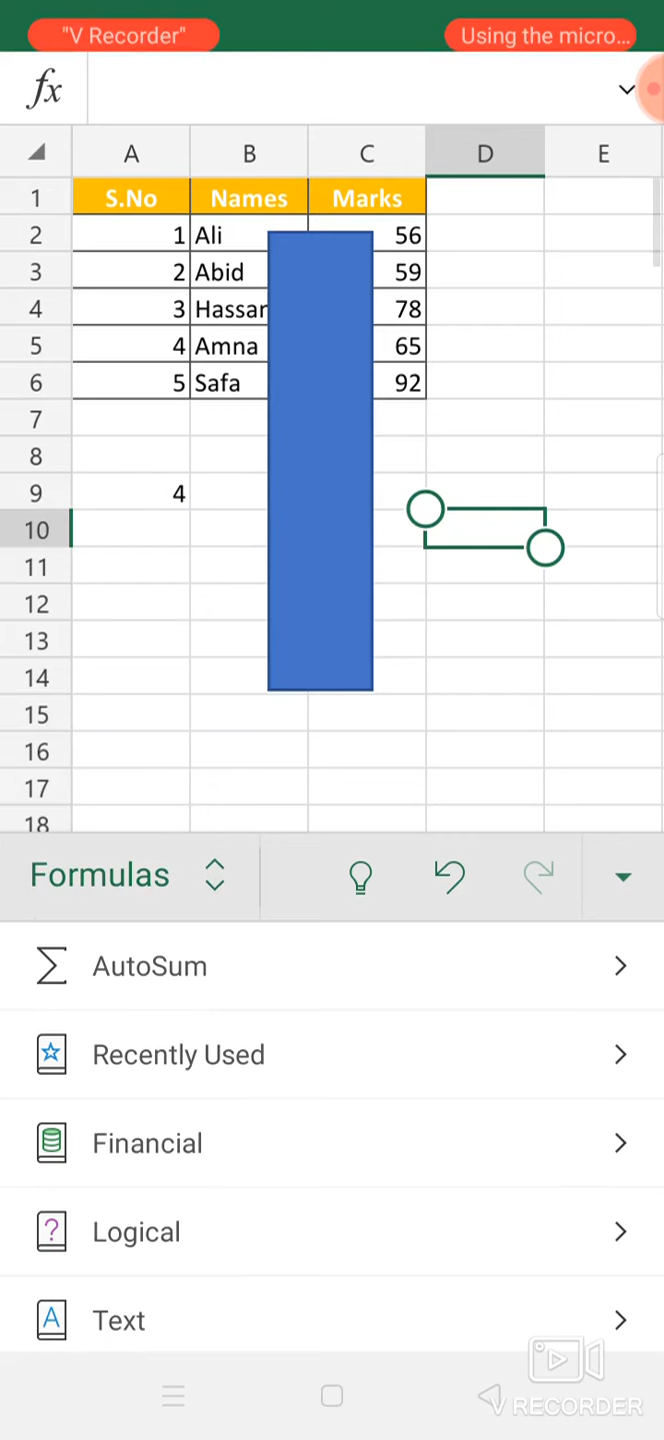 "V Recorder" Using the micro...
fx
A B C D E
1 S.No Names Marks
2 1 Ali 56
3 2 Abid 59
4 3 Hassan 78
5 4 Amna 65
6 5 Safa 92
7
8
9 4
10
11
12
13
14
15
16
17
18
Formulas
AutoSum
Recently Used
Financial
Logical
Text
V RECORDER